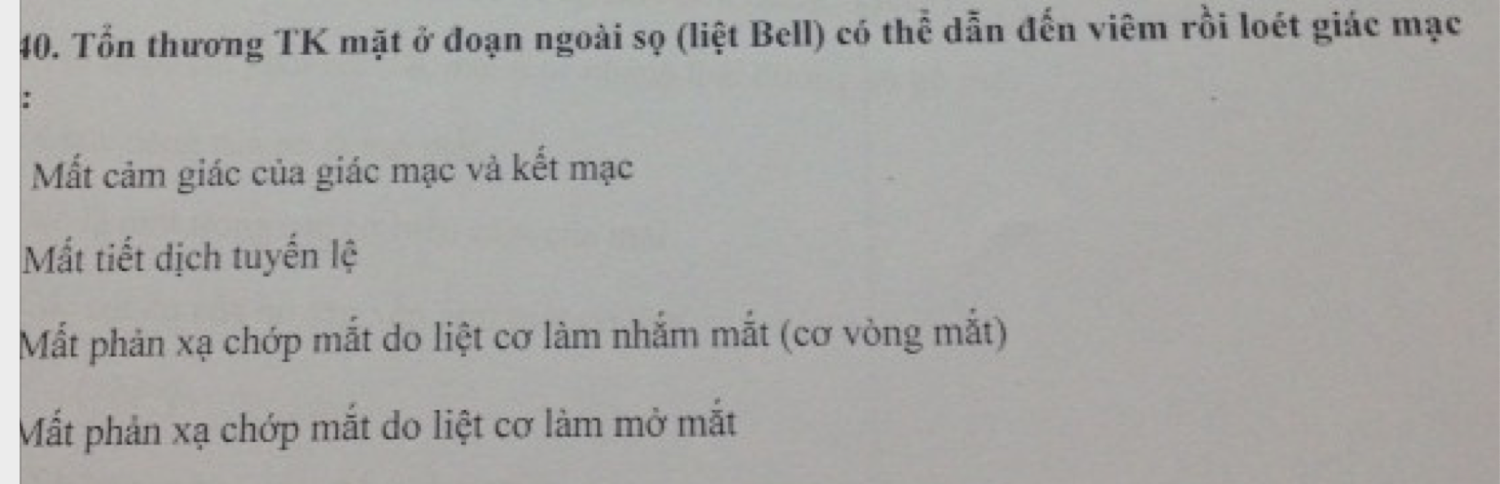 40. Tổn thương TK mặt ở đoạn ngoài sọ (liệt Bell) có thể dẫn đến viêm rồi loét giác mạc
:
Mất cảm giác của giác mạc và kết mạc
Mất tiết dịch tuyến lệ
Mất phản xạ chớp mắt do liệt cơ làm nhắm mắt (cơ vòng mắt)
Mất phản xạ chớp mắt do liệt cơ làm mở mắt